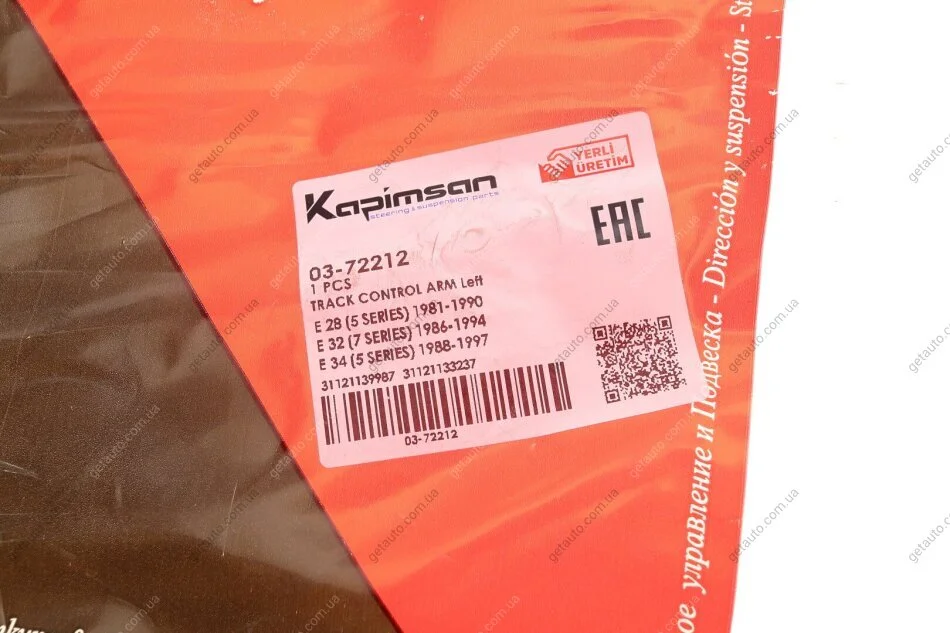 Kapimsan
steering & suspension parts
YERLİ
ÜRETİM
EAC
03-72212
1 PCS
TRACK CONTROL ARM Left
E 28 (5 SERIES) 1981-1990
E 32 (7 SERIES) 1986-1994
E 34 (5 SERIES) 1988-1997
31121139987 31121133237
03-72212
ое управление и Подвеска - Dirección y suspensión - St
getauto.com.ua